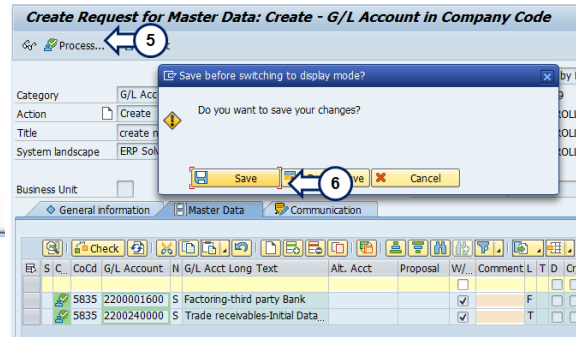 Create Request for Master Data: Create - G/L Account in Company Code
Process... 5
Save before switching to display mode?
Do you want to save your changes?
Save 6 Cancel
Category G/L Acc
Action Create
Title create n
System landscape ERP Solv
Business Unit
General information Master Data Communication
Check
S C... CoCd G/L Account N G/L Acct Long Text Alt. Acct Proposal W/... Comment L T D Cr
5835 2200001600 S Factoring-third party Bank F
5835 2200240000 S Trade receivables-Initial Data... T